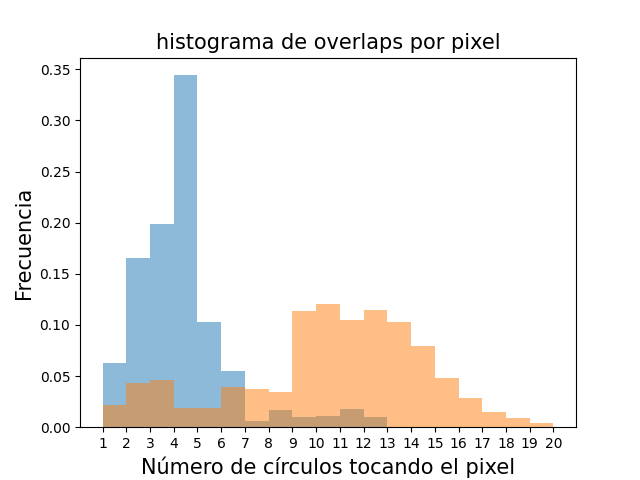 histograma de overlaps por pixel
Frecuencia
0.35
0.30
0.25
0.20
0.15
0.10
0.05
0.00
1 2 3 4 5 6 7 8 9 10 11 12 13 14 15 16 17 18 19 20
Número de círculos tocando el pixel